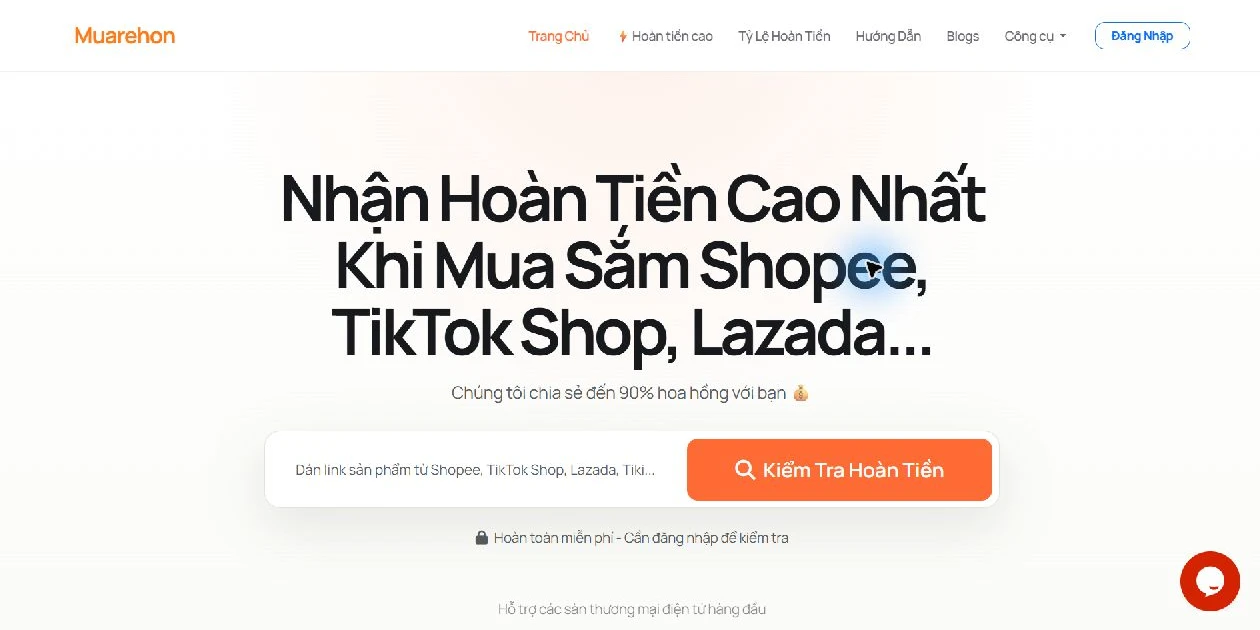 Muarehon
Trang Chủ
Hoàn tiền cao
Tỷ Lệ Hoàn Tiền
Hướng Dẫn
Blogs
Công cụ
Đăng Nhập
Nhận Hoàn Tiền Cao Nhất
Khi Mua Sắm Shopee,
TikTok Shop, Lazada...
Chúng tôi chia sẻ đến 90% hoa hồng với bạn
Dán link sản phẩm từ Shopee, TikTok Shop, Lazada, Tiki...
Kiểm Tra Hoàn Tiền
Hoàn toàn miễn phí - Cần đăng nhập để kiểm tra
Hỗ trợ các sàn thương mại điện tử hàng đầu